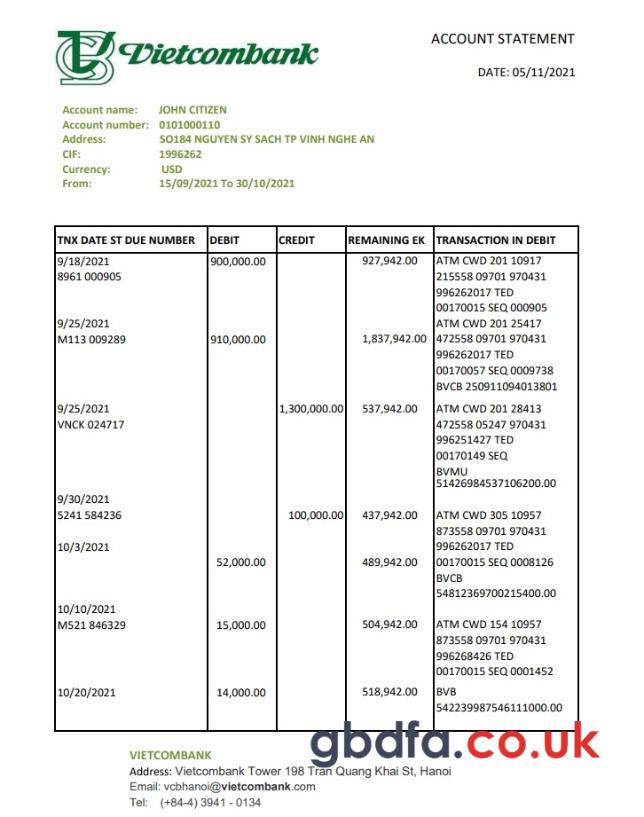 Vietcombank
ACCOUNT STATEMENT
DATE: 05/11/2021
Account name: JOHN CITIZEN
Account number: 0101000110
Address: SO184 NGUYEN SY SACH TP VINH NGHE AN
CIF: 1996262
Currency: USD
From: 15/09/2021 To 30/10/2021
TNX DATE ST DUE NUMBER DEBIT CREDIT REMAINING EK TRANSACTION IN DEBIT
9/18/2021 900,000.00 927,942.00 ATM CWD 201 10917
8961 000905 215558 09701 970431
996262017 TED
00170015 SEQ 000905
9/25/2021 ATM CWD 201 25417
M113 009289 910,000.00 1,837,942.00 472558 09701 970431
996262017 TED
00170057 SEQ 0009738
BVCB 250911094013801
9/25/2021 1,300,000.00 537,942.00 ATM CWD 201 28413
VNCK 024717 472558 05247 970431
996251427 TED
00170149 SEQ
BVMU
51426984537106200.00
9/30/2021
5241 584236 100,000.00 437,942.00 ATM CWD 305 10957
873558 09701 970431
10/3/2021 996262017 TED
52,000.00 489,942.00 00170015 SEQ 0008126
BVCB
54812369700215400.00
10/10/2021
M521 846329 15,000.00 504,942.00 ATM CWD 154 10957
873558 09701 970431
996268426 TED
00170015 SEQ 0001452
10/20/2021 14,000.00 518,942.00 BVB
542239987546111000.00
gbdfa.co.uk
VIETCOMBANK
Address: Vietcombank Tower 198 Tran Quang Khai St, Hanoi
Email: vcbhanoi@vietcombank.com
Tel: (+84-4) 3941 - 0134